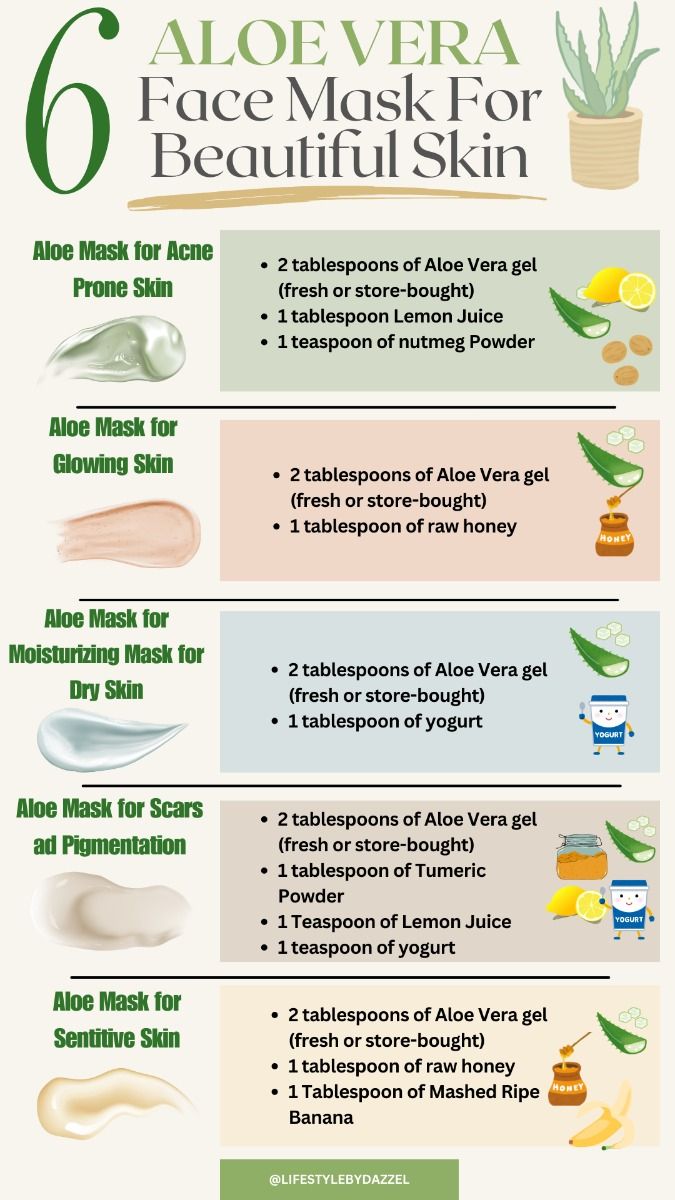 6
ALOE VERA
Face Mask For
Beautiful Skin
Aloe Mask for Acne
Prone Skin
• 2 tablespoons of Aloe Vera gel
(fresh or store-bought)
• 1 tablespoon Lemon Juice
• 1 teaspoon of nutmeg Powder
Aloe Mask for
Glowing Skin
• 2 tablespoons of Aloe Vera gel
(fresh or store-bought)
• 1 tablespoon of raw honey
HONEY
Aloe Mask for
Moisturizing Mask for
Dry Skin
• 2 tablespoons of Aloe Vera gel
(fresh or store-bought)
• 1 tablespoon of yogurt
YOGURT
Aloe Mask for Scars
ad Pigmentation
• 2 tablespoons of Aloe Vera gel
(fresh or store-bought)
• 1 tablespoon of Tumeric
Powder
• 1 Teaspoon of Lemon Juice
• 1 teaspoon of yogurt
YOGURT
Aloe Mask for
Sentitive Skin
• 2 tablespoons of Aloe Vera gel
(fresh or store-bought)
• 1 tablespoon of raw honey
• 1 Tablespoon of Mashed Ripe
Banana
HONEY
@LIFESTYLEBYDAZZEL